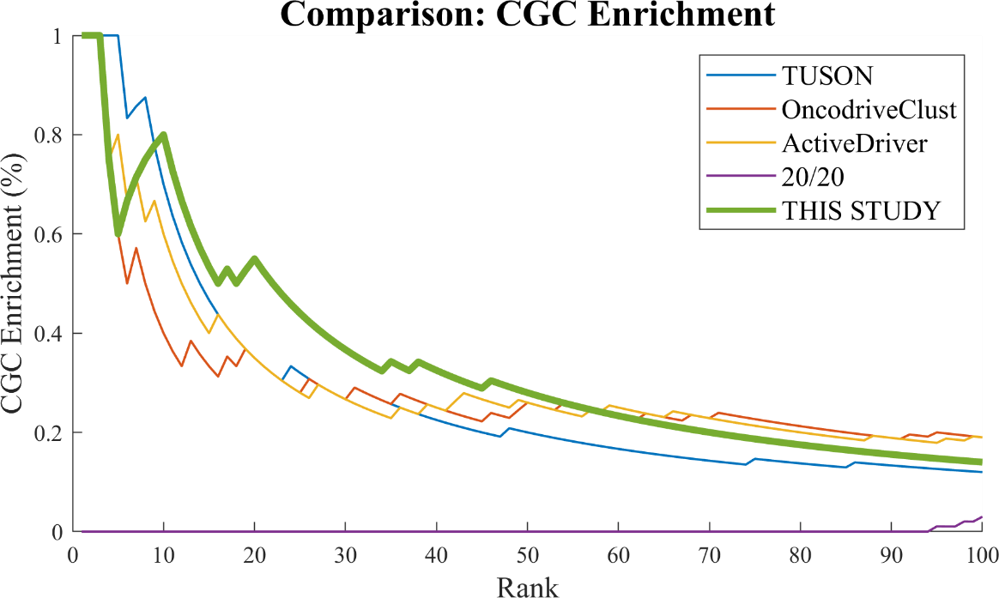 Comparison: CGC Enrichment
CGC Enrichment (%)
1
0.8
0.6
0.4
0.2
0
TUSON
OncodriveClust
ActiveDriver
20/20
THIS STUDY
0 10 20 30 40 50 60 70 80 90 100
Rank